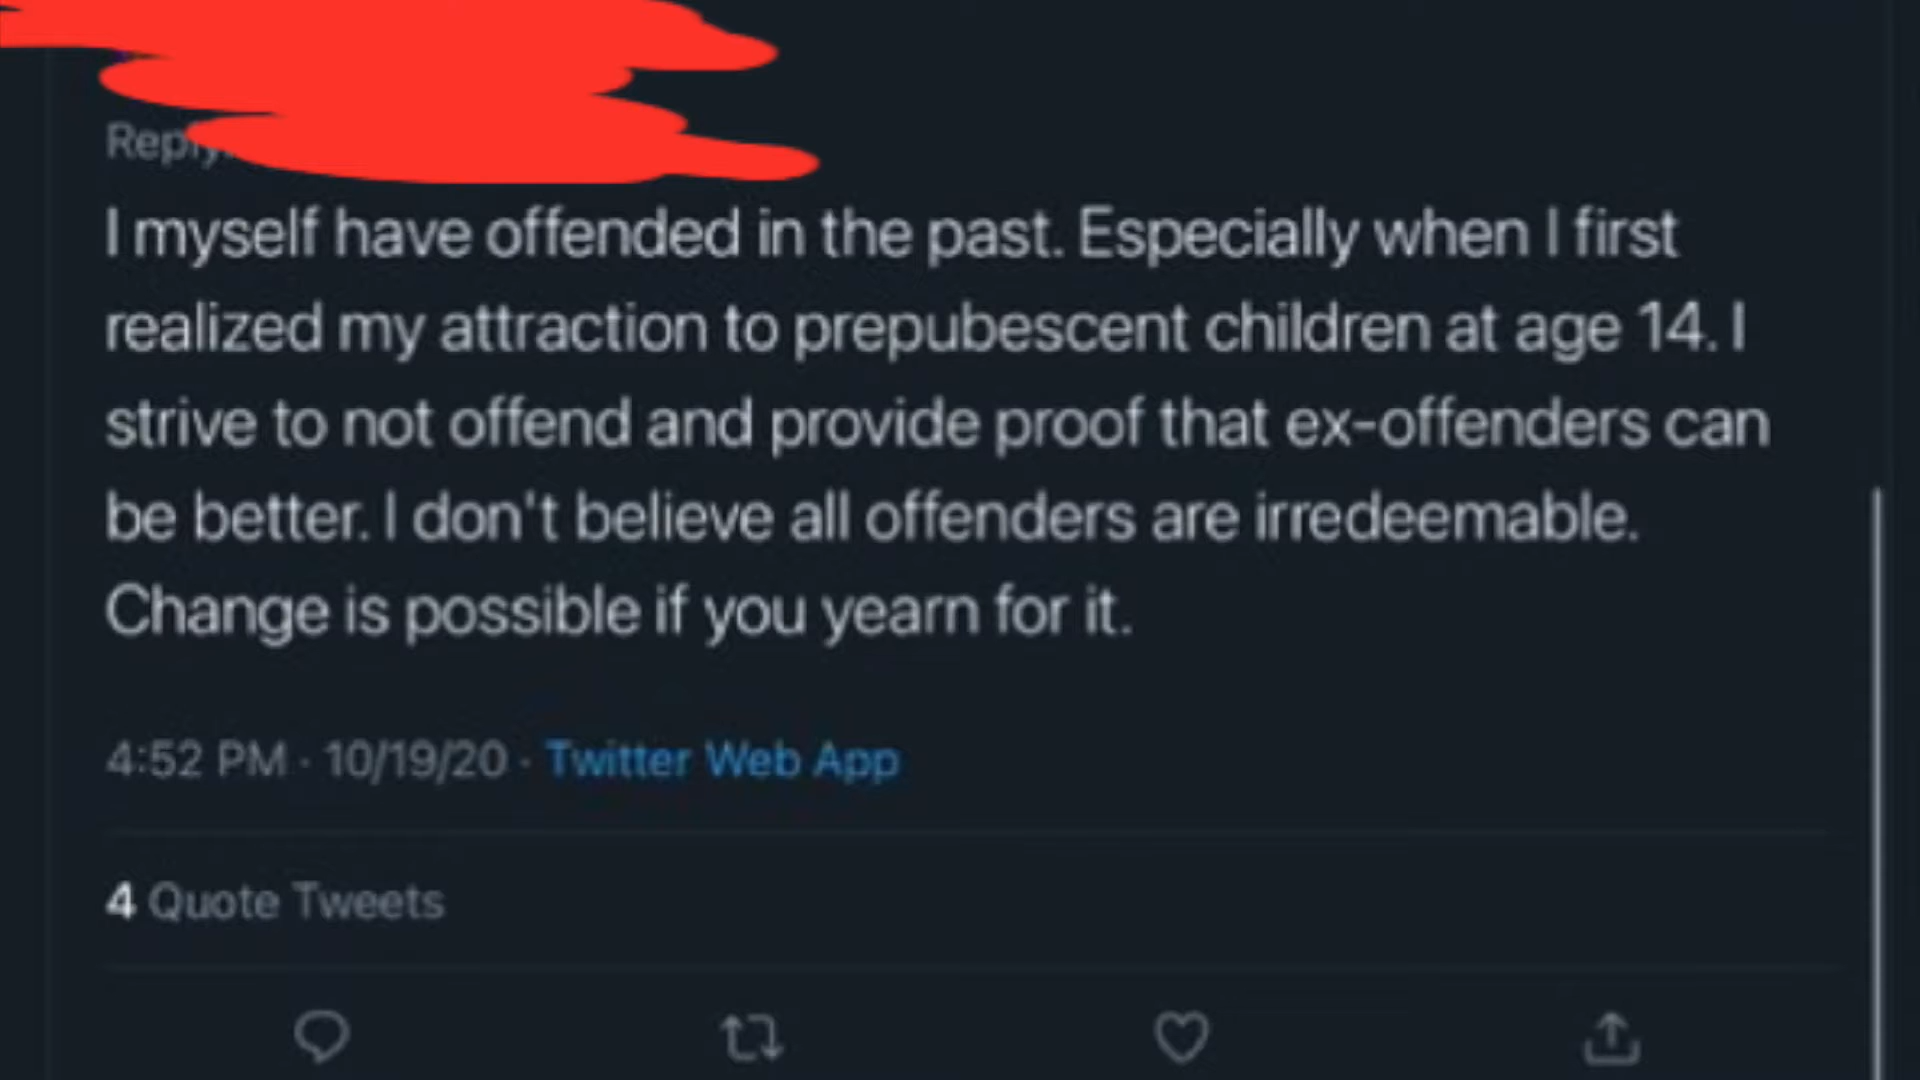 Reply
I myself have offended in the past. Especially when I first
realized my attraction to prepubescent children at age 14. I
strive to not offend and provide proof that ex-offenders can
be better. I don't believe all offenders are irredeemable.
Change is possible if you yearn for it.
4:52 PM · 10/19/20 · Twitter Web App
4 Quote Tweets